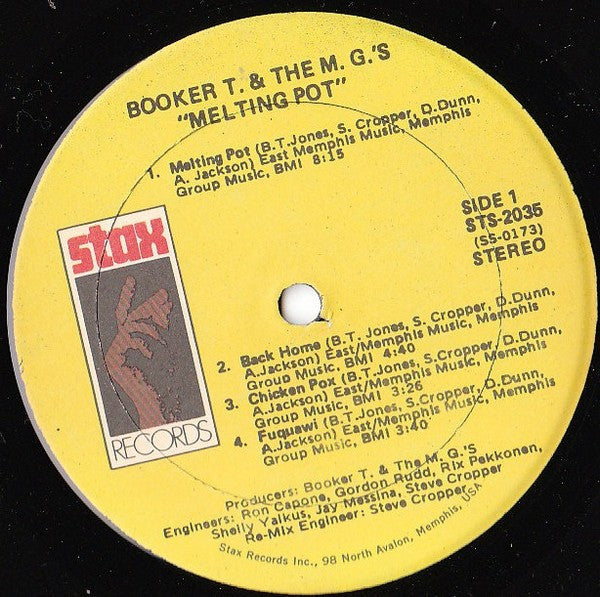 BOOKER T. & THE M. G.'S
"MELTING POT"
1. Melting Pot (B.T.Jones, S. Cropper, D.Dunn,
A. Jackson) East Memphis Music, Memphis
Group Music, BMI 8:15
SIDE 1
STS-2035
(SS-0173)
STEREO
stax
RECORDS
2. Back Home (B.T. Jones, S. Cropper, D.Dunn,
A.Jackson) East/Memphis Music, Memphis
Group Music, BMI 4:40
3. Chicken Pox (B.T.Jones, S.Cropper, D.Dunn,
A.Jackson) East/Memphis Music, Memphis
Group Music, BMI 3:26
4. Fuquawi (B.T.Jones, S.Cropper, D.Dunn,
A.Jackson) East/Memphis Music, Memphis
Group Music, BMI 3:40
Producers: Booker T. & The M. G.'S
Engineers: Ron Capone, Gordon Rudd, Rix Pekkonen,
Shelly Yalkus, Jay Messina, Steve Cropper
Re-Mix Engineer: Steve Cropper
Stax Records Inc., 98 North Avalon, Memphis, USA